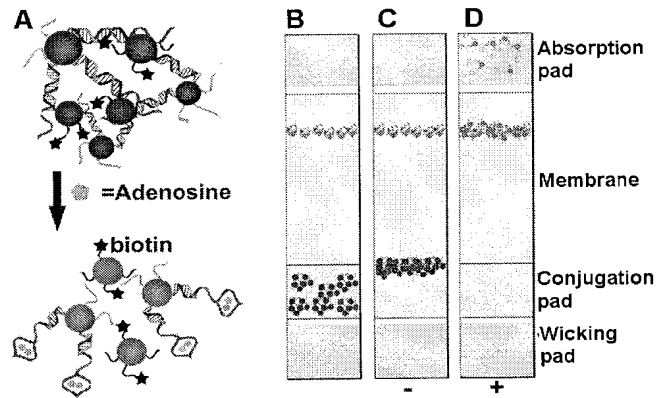 A
B
C
D
Absorption
pad
=Adenosine
biotin
Membrane
Conjugation
pad
Wicking
pad
-
+